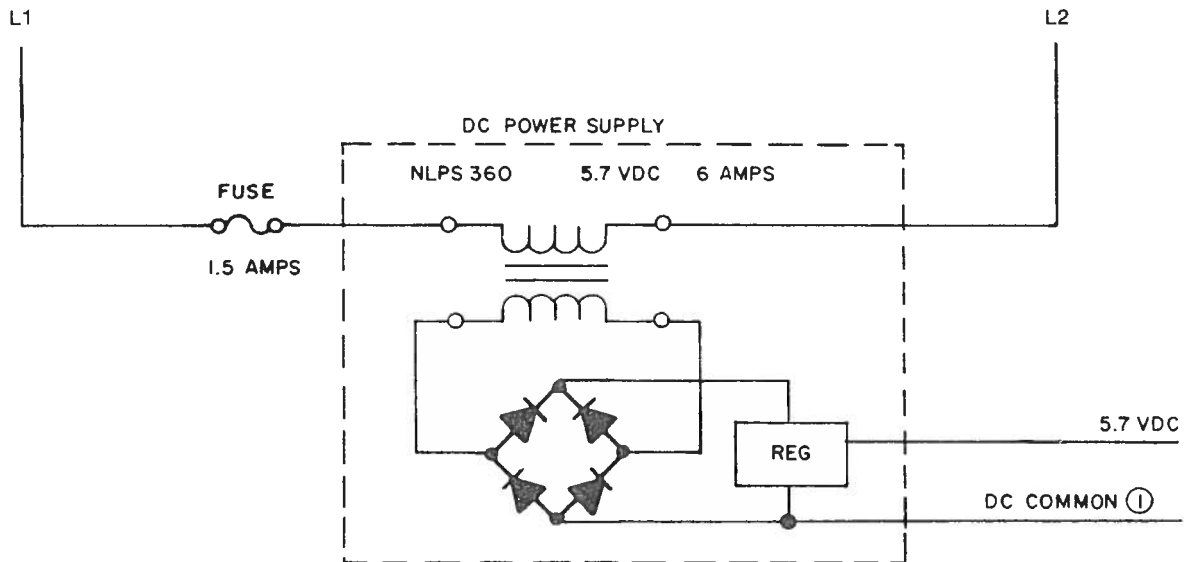 L1
L2
DC POWER SUPPLY
NLPS 360 5.7 VDC 6 AMPS
FUSE
1.5 AMPS
5.7 VDC
REG
DC COMMON ①